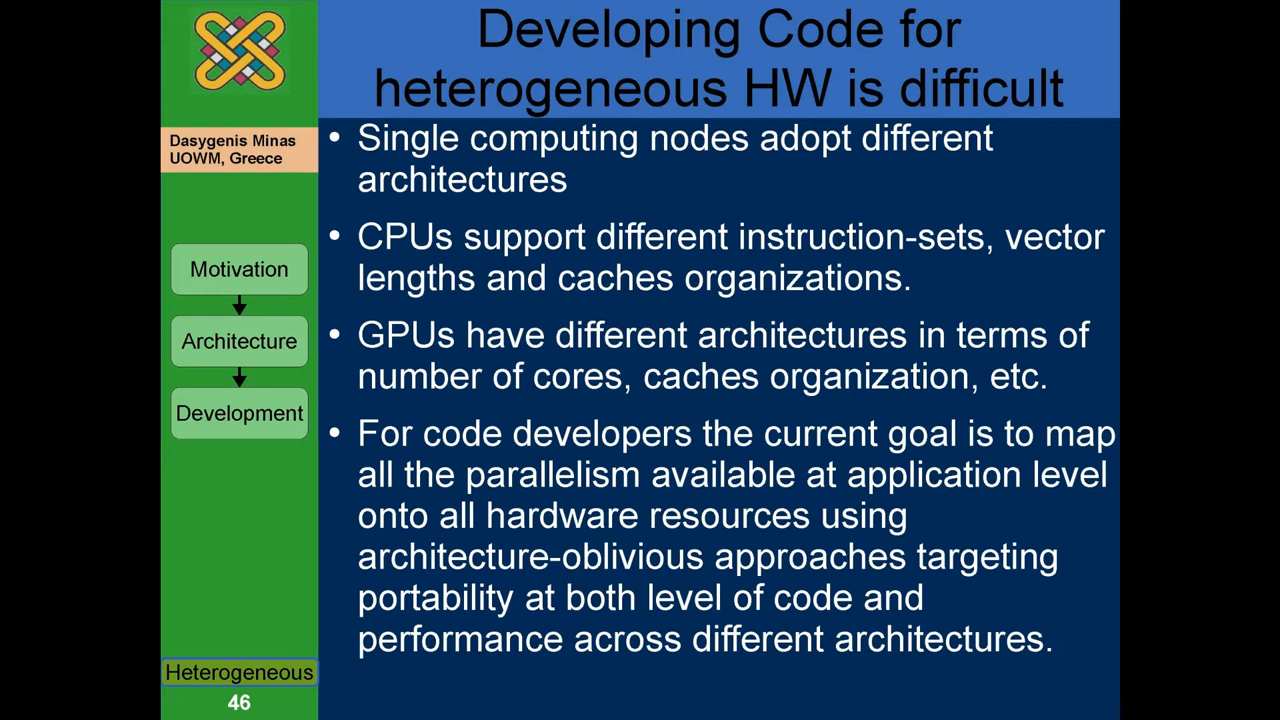 Developing Code for
heterogeneous HW is difficult
Dasygenis Minas
UOWM, Greece
Motivation
Architecture
Development
Heterogeneous
46
• Single computing nodes adopt different
architectures
• CPUs support different instruction-sets, vector
lengths and caches organizations.
• GPUs have different architectures in terms of
number of cores, caches organization, etc.
• For code developers the current goal is to map
all the parallelism available at application level
onto all hardware resources using
architecture-oblivious approaches targeting
portability at both level of code and
performance across different architectures.